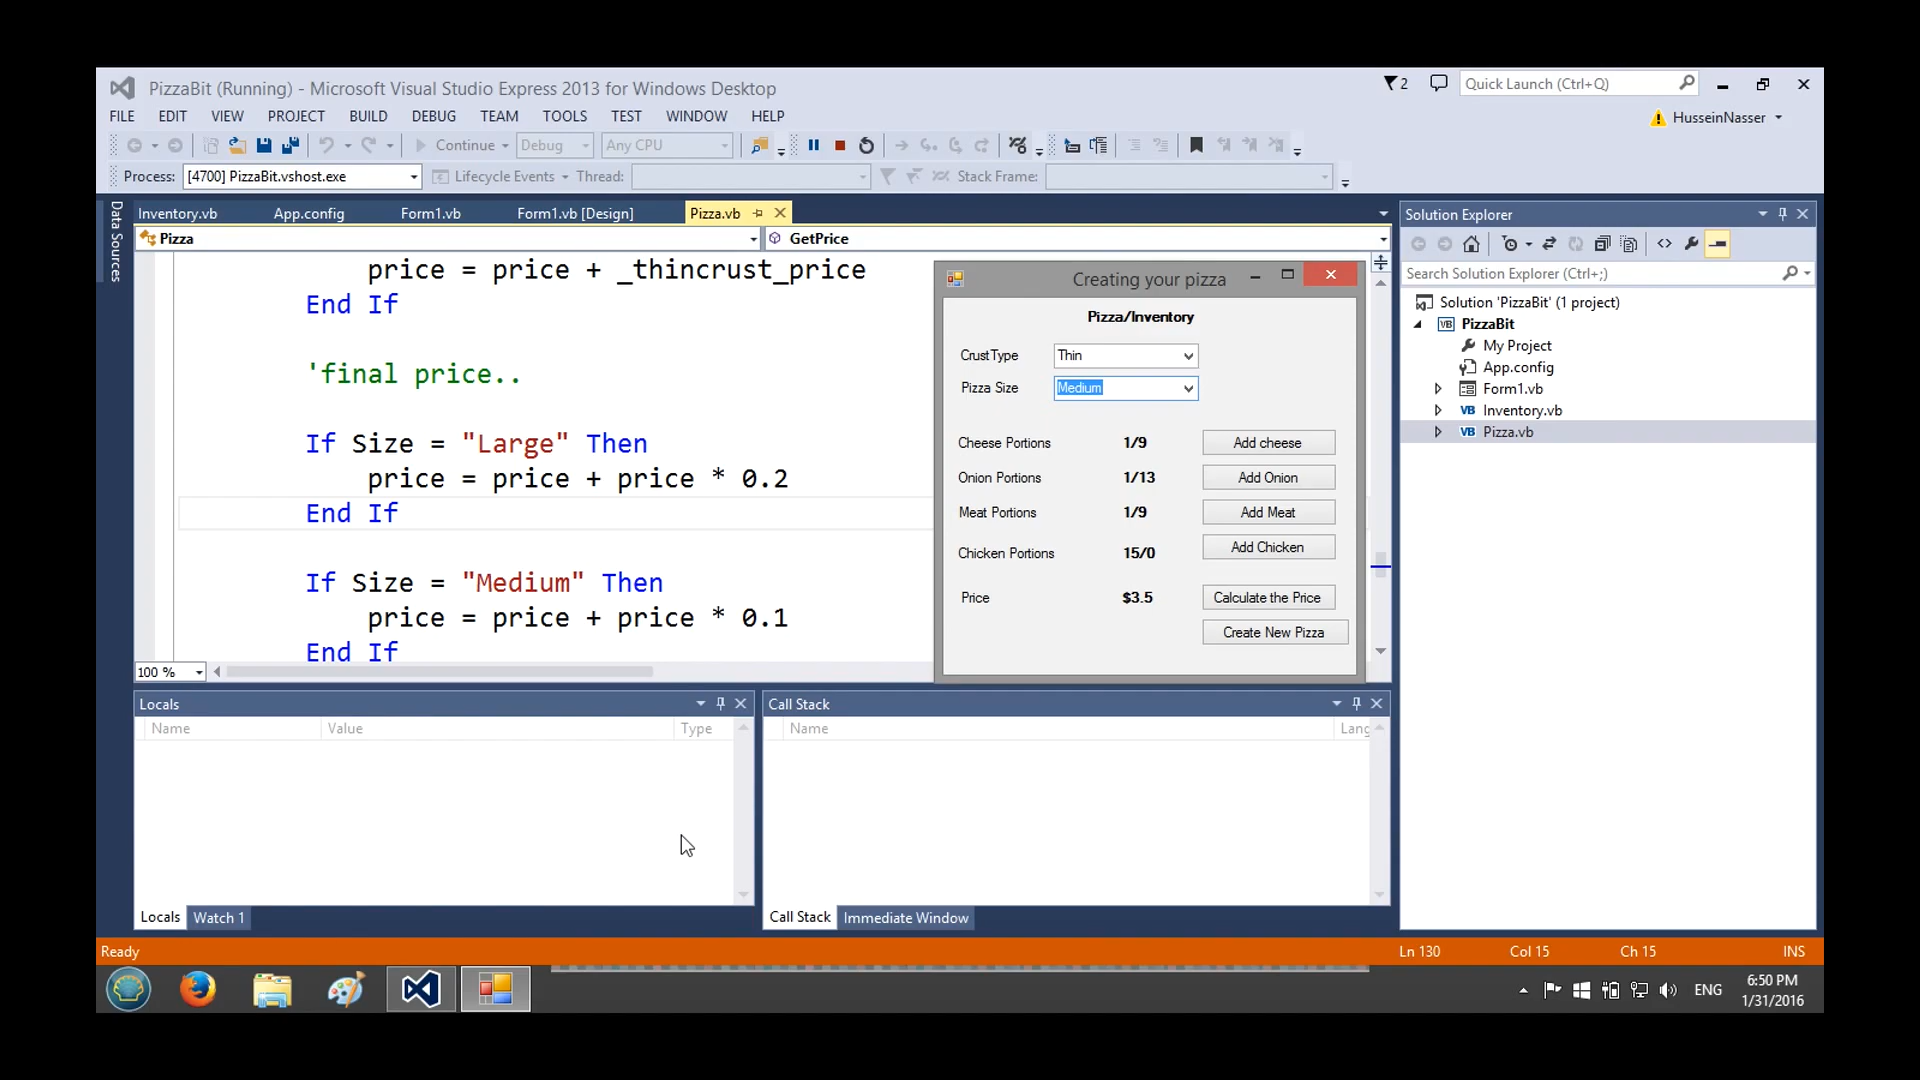 PizzaBit (Running) - Microsoft Visual Studio Express 2013 for Windows Desktop
2
Quick Launch (Ctrl+Q)
FILE EDIT VIEW PROJECT BUILD DEBUG TEAM TOOLS TEST WINDOW HELP
HusseinNasser
Continue Debug Any CPU
Process: [4700] PizzaBit.vshost.exe Lifecycle Events Thread: Stack Frame:
Data Sources
Inventory.vb App.config Form1.vb Form1.vb [Design] Pizza.vb
Pizza GetPrice
price = price + _thincrust_price
End If
'final price..
If Size = "Large" Then
price = price + price * 0.2
End If
If Size = "Medium" Then
price = price + price * 0.1
End If
100 %
Creating your pizza
Pizza/Inventory
CrustType Thin
Pizza Size Medium
Cheese Portions 1/9 Add cheese
Onion Portions 1/13 Add Onion
Meat Portions 1/9 Add Meat
Chicken Portions 15/0 Add Chicken
Price $3.5 Calculate the Price
Create New Pizza
Solution Explorer
Search Solution Explorer (Ctrl+;)
Solution 'PizzaBit' (1 project)
VB PizzaBit
My Project
App.config
Form1.vb
VB Inventory.vb
VB Pizza.vb
Locals
Name Value Type
Locals Watch 1
Call Stack
Name Lang
Call Stack Immediate Window
Ready Ln 130 Col 15 Ch 15 INS
ENG
6:50 PM
1/31/2016